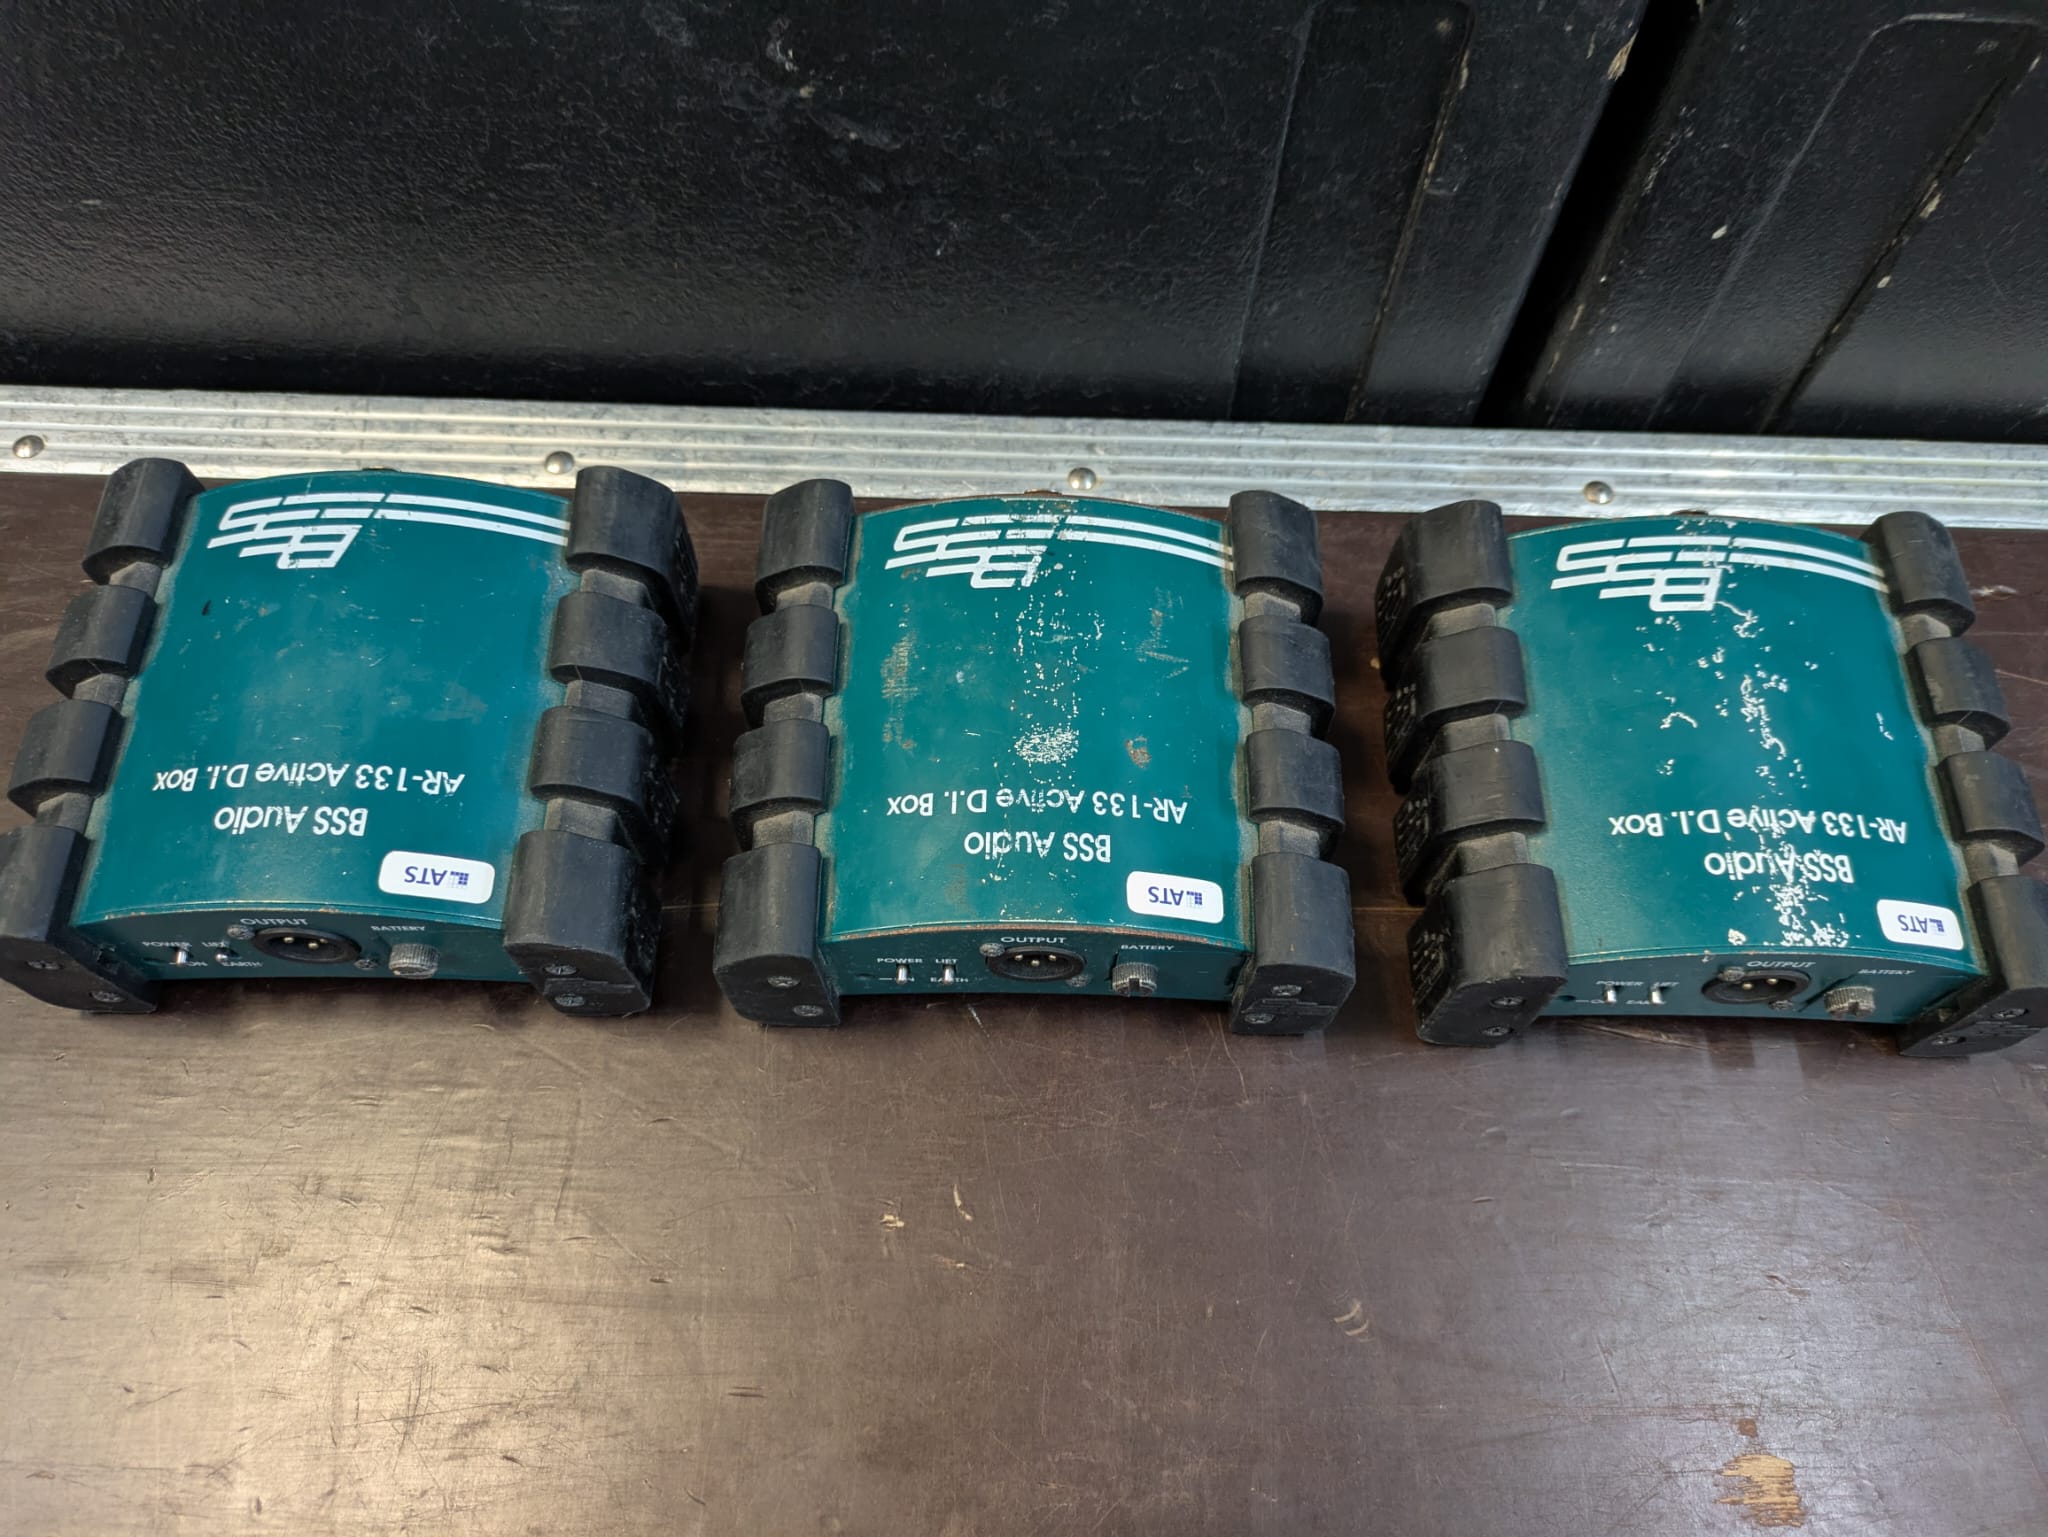 BSS
BSS Audio
AR-133 Active D.I. Box
ATS
OUTPUT
BATTERY
POWER LIFT
ON EARTH
BSS
BSS Audio
AR-133 Active D.I. Box
ATS
OUTPUT
BATTERY
POWER LIFT
ON EARTH
BSS
BSS Audio
AR-133 Active D.I. Box
ATS
OUTPUT
BATTERY
POWER